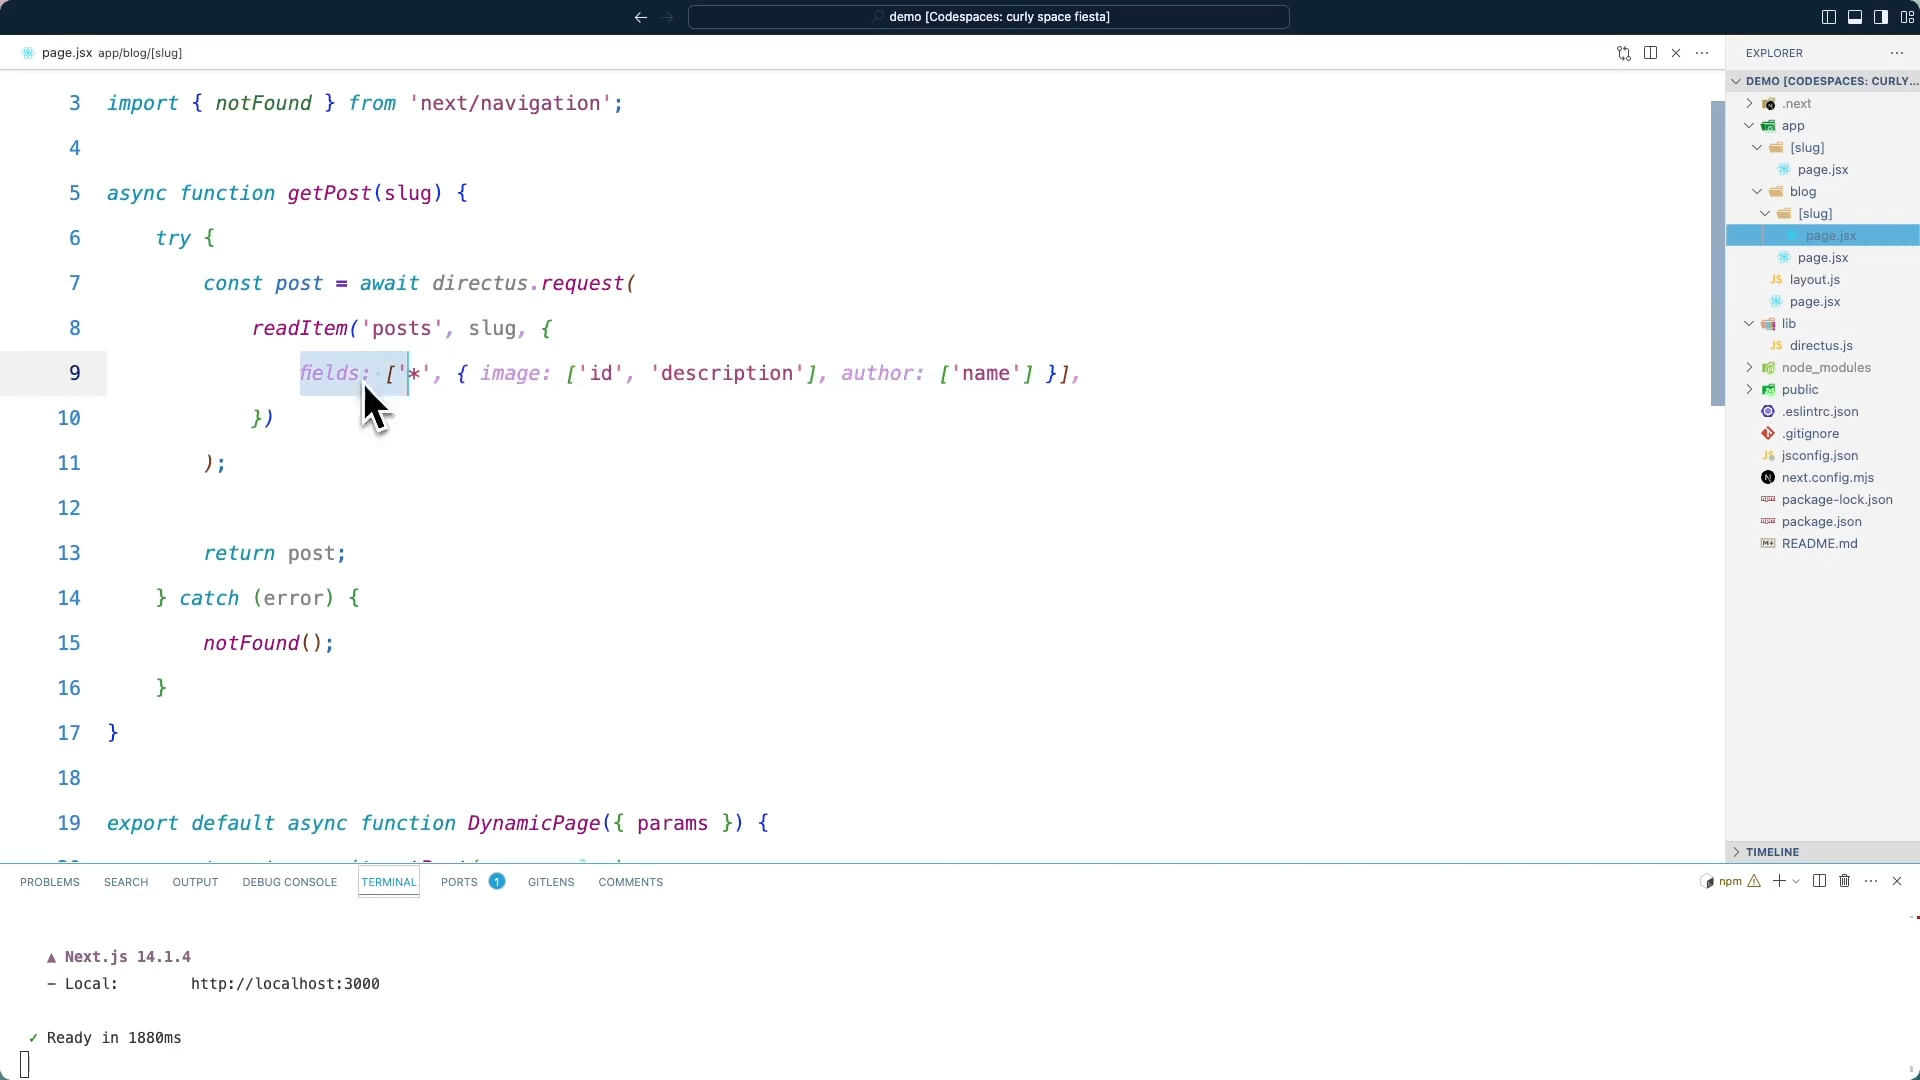 demo [Codespaces: curly space fiesta]
page.jsx app/blog/[slug]
3 import { notFound } from 'next/navigation';
4
5 async function getPost(slug) {
6 try {
7 const post = await directus.request(
8 readItem('posts', slug, {
9 fields: ['*', { image: ['id', 'description'], author: ['name'] }],
10 })
11 );
12
13 return post;
14 } catch (error) {
15 notFound();
16 }
17 }
18
19 export default async function DynamicPage({ params }) {
EXPLORER
DEMO [CODESPACES: CURLY...
.next
app
[slug]
page.jsx
blog
[slug]
page.jsx
page.jsx
layout.js
page.jsx
lib
directus.js
node_modules
public
.eslintrc.json
.gitignore
jsconfig.json
next.config.mjs
package-lock.json
package.json
README.md
TIMELINE
PROBLEMS SEARCH OUTPUT DEBUG CONSOLE TERMINAL PORTS 1 GITLENS COMMENTS
npm
▲ Next.js 14.1.4
- Local: http://localhost:3000
✓ Ready in 1880ms